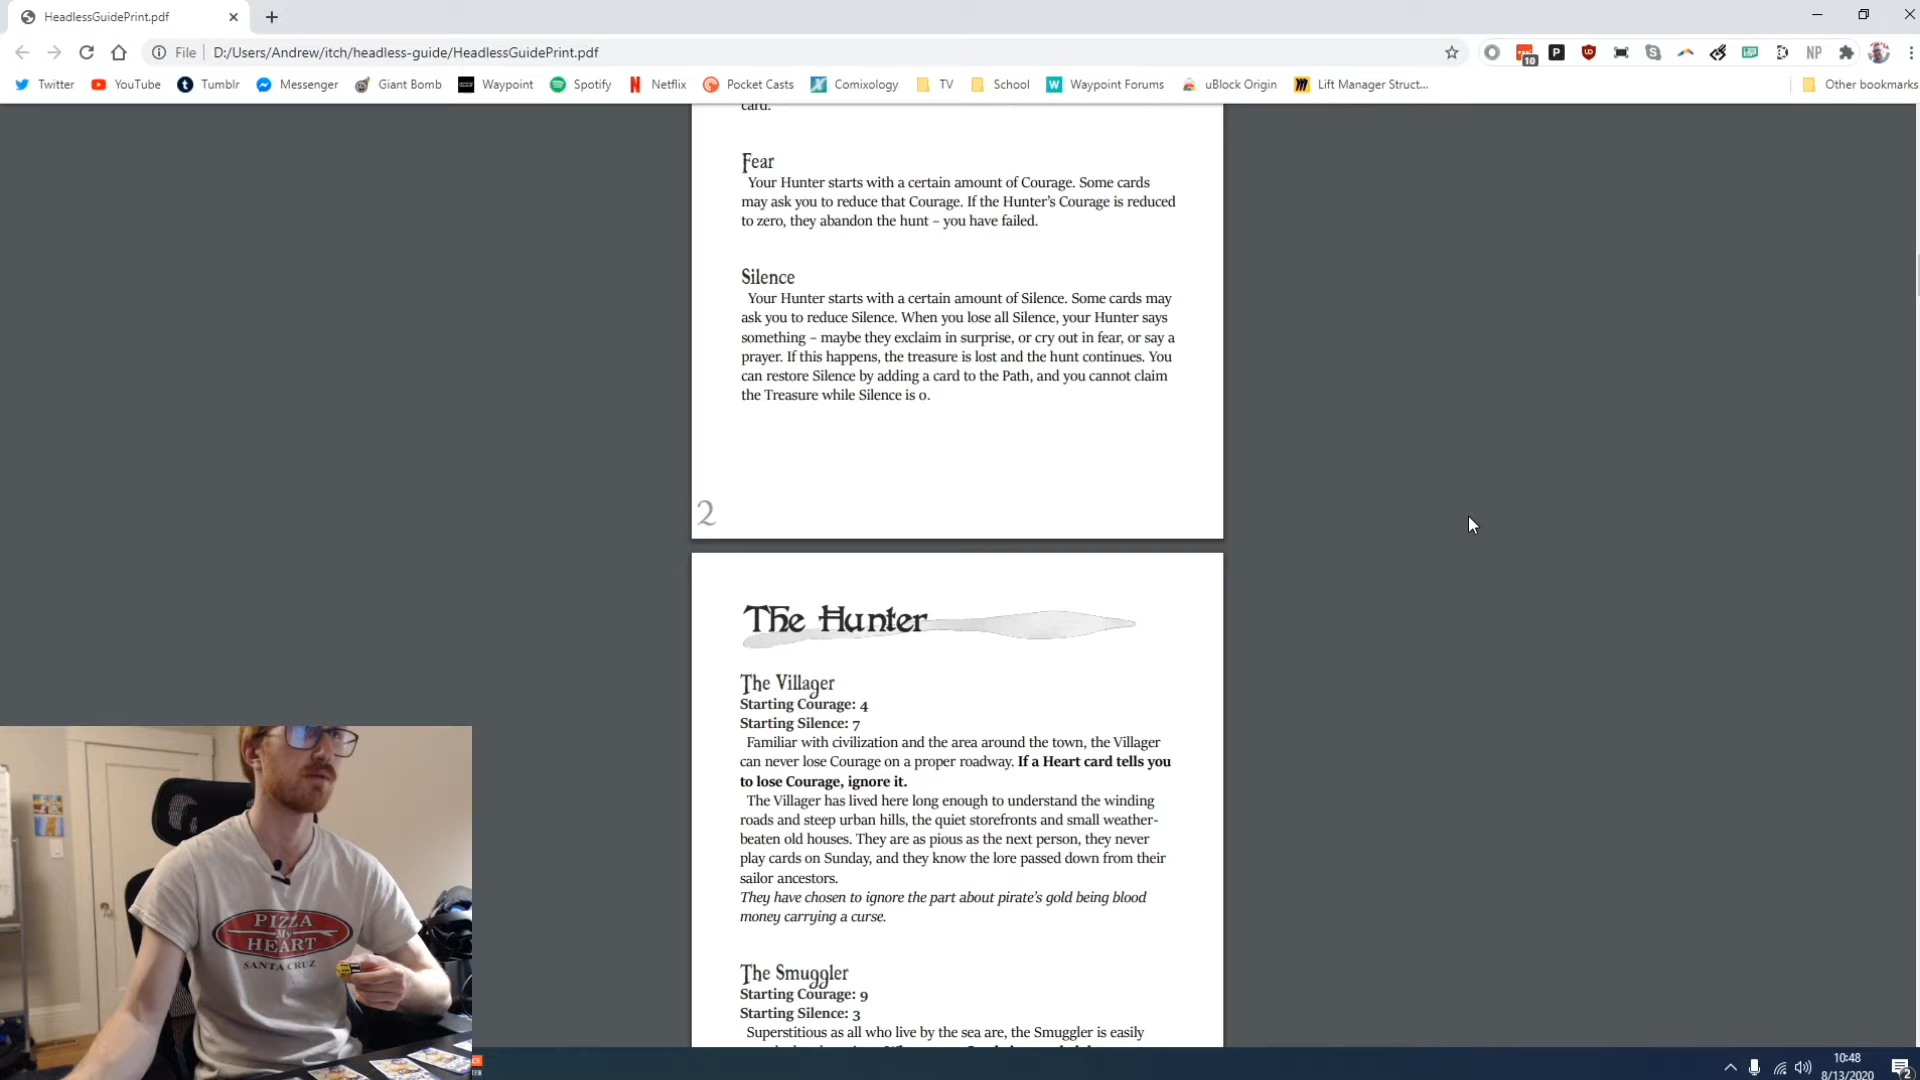 HeadlessGuidePrint.pdf
File
D:/Users/Andrew/itch/headless-guide/HeadlessGuidePrint.pdf
10
NP
Twitter
YouTube
Tumblr
Messenger
Giant Bomb
Waypoint
Spotify
Netflix
Pocket Casts
Comixology
TV
School
Waypoint Forums
uBlock Origin
Lift Manager Struct...
Other bookmarks
card.
Fear
Your Hunter starts with a certain amount of Courage. Some cards
may ask you to reduce that Courage. If the Hunter's Courage is reduced
to zero, they abandon the hunt – you have failed.
Silence
Your Hunter starts with a certain amount of Silence. Some cards may
ask you to reduce Silence. When you lose all Silence, your Hunter says
something – maybe they exclaim in surprise, or cry out in fear, or say a
prayer. If this happens, the treasure is lost and the hunt continues. You
can restore Silence by adding a card to the Path, and you cannot claim
the Treasure while Silence is 0.
2
The Hunter
The Villager
Starting Courage: 4
Starting Silence: 7
Familiar with civilization and the area around the town, the Villager
can never lose Courage on a proper roadway. If a Heart card tells you
to lose Courage, ignore it.
The Villager has lived here long enough to understand the winding
roads and steep urban hills, the quiet storefronts and small weather-
beaten old houses. They are as pious as the next person, they never
play cards on Sunday, and they know the lore passed down from their
sailor ancestors.
They have chosen to ignore the part about pirate's gold being blood
money carrying a curse.
The Smuggler
Starting Courage: 9
Starting Silence: 3
Superstitious as all who live by the sea are, the Smuggler is easily
PIZZA
My
HEART
SANTA CRUZ
10:48
8/13/2020
2